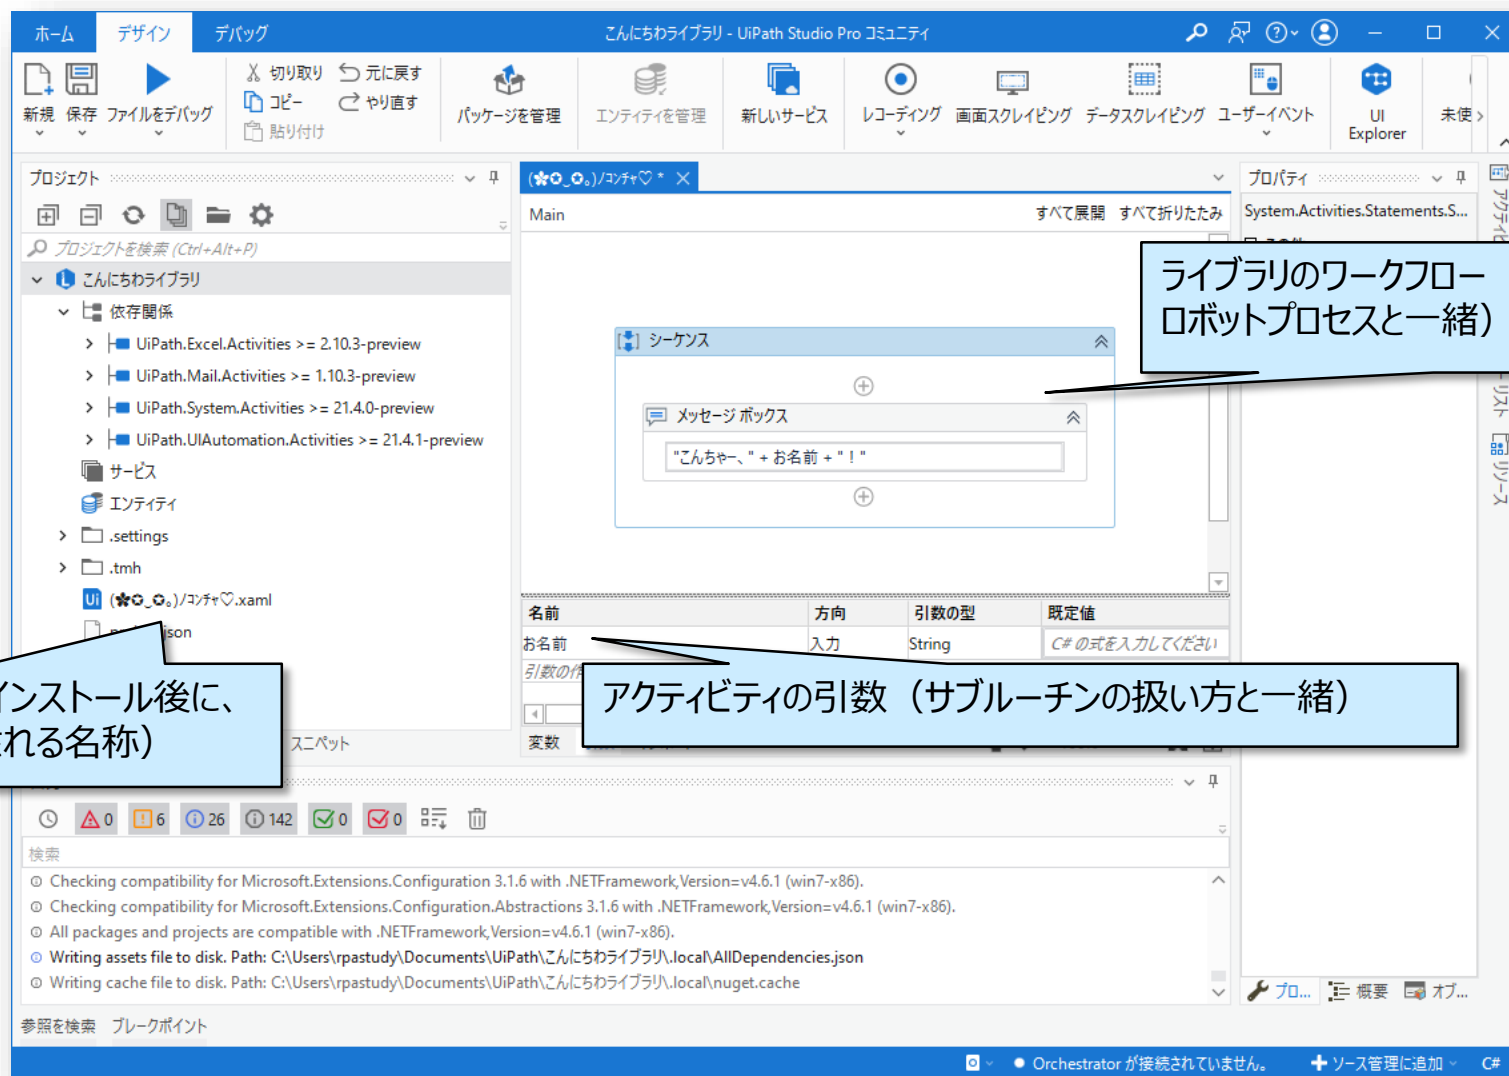 ホーム デザイン デバッグ こんにちわライブラリ - UiPath Studio Pro コミュニティ
切り取り 元に戻す
コピー やり直す
貼り付け
新規 保存 ファイルをデバッグ パッケージを管理 エンティティを管理 新しいサービス レコーディング 画面スクレイピング データスクレイピング ユーザーイベント UI Explorer 未使
プロジェクト
プロジェクトを検索 (Ctrl+Alt+P)
こんにちわライブラリ
依存関係
UiPath.Excel.Activities >= 2.10.3-preview
UiPath.Mail.Activities >= 1.10.3-preview
UiPath.System.Activities >= 21.4.0-preview
UiPath.UIAutomation.Activities >= 21.4.1-preview
サービス
エンティティ
.settings
.tmh
(✽✪‿✪｡)ﾉｺﾝﾁｬ♡.xaml
json
インストール後に、
れる名称）
スニペット
(✽✪‿✪｡)ﾉｺﾝﾁｬ♡ *
Main すべて展開 すべて折りたたみ
シーケンス
メッセージ ボックス
"こんちゃー、" + お名前 + "！"
ライブラリのワークフロー
ロボットプロセスと一緒）
名前 方向 引数の型 既定値
お名前 入力 String C# の式を入力してください
引数の作
アクティビティの引数（サブルーチンの扱い方と一緒）
変数
プロパティ
System.Activities.Statements.S...
アクティビ
リスト
リソース
0 6 26 142 0 0
検索
Checking compatibility for Microsoft.Extensions.Configuration 3.1.6 with .NETFramework,Version=v4.6.1 (win7-x86).
Checking compatibility for Microsoft.Extensions.Configuration.Abstractions 3.1.6 with .NETFramework,Version=v4.6.1 (win7-x86).
All packages and projects are compatible with .NETFramework,Version=v4.6.1 (win7-x86).
Writing assets file to disk. Path: C:\Users\rpastudy\Documents\UiPath\こんにちわライブラリ\.local\AllDependencies.json
Writing cache file to disk. Path: C:\Users\rpastudy\Documents\UiPath\こんにちわライブラリ\.local\nuget.cache
プロ... 概要 オブ...
参照を検索 ブレークポイント
Orchestrator が接続されていません。 ソース管理に追加 C#